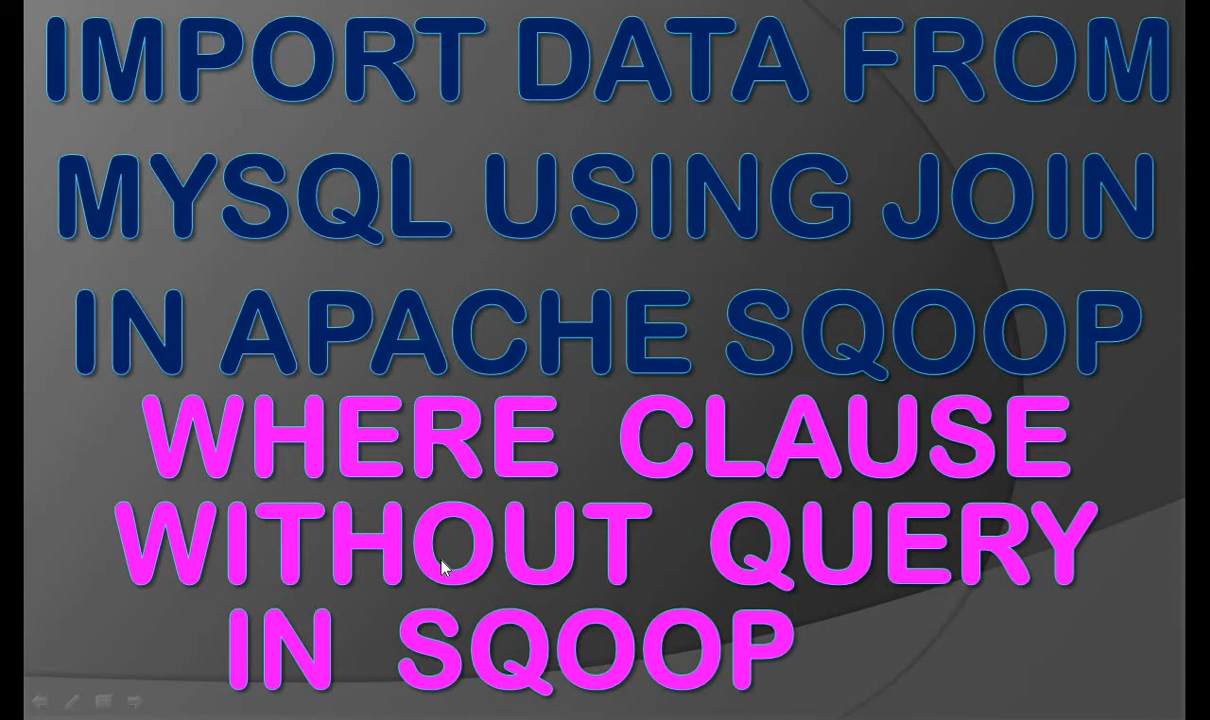 IMPORT DATA FROM
MYSQL USING JOIN
IN APACHE SQOOP
WHERE CLAUSE
WITHOUT QUERY
IN SQOOP